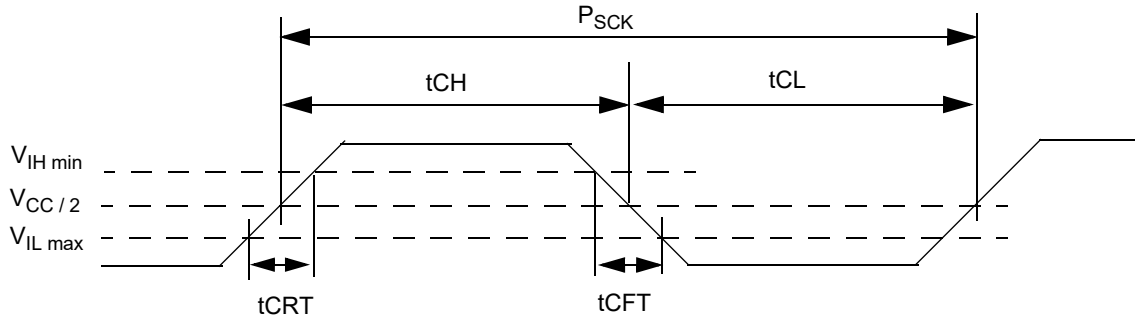 PSCK
tCH
tCL
VIH min
VCC / 2
VIL max
tCRT
tCFT